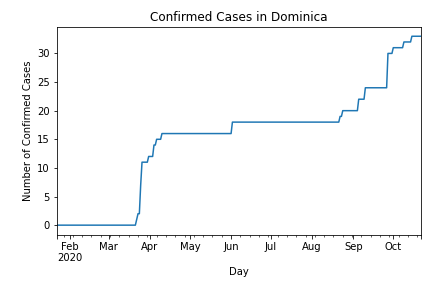 Confirmed Cases in Dominica
Number of Confirmed Cases
30
25
20
15
10
5
0
Feb Mar Apr May Jun Jul Aug Sep Oct
2020
Day